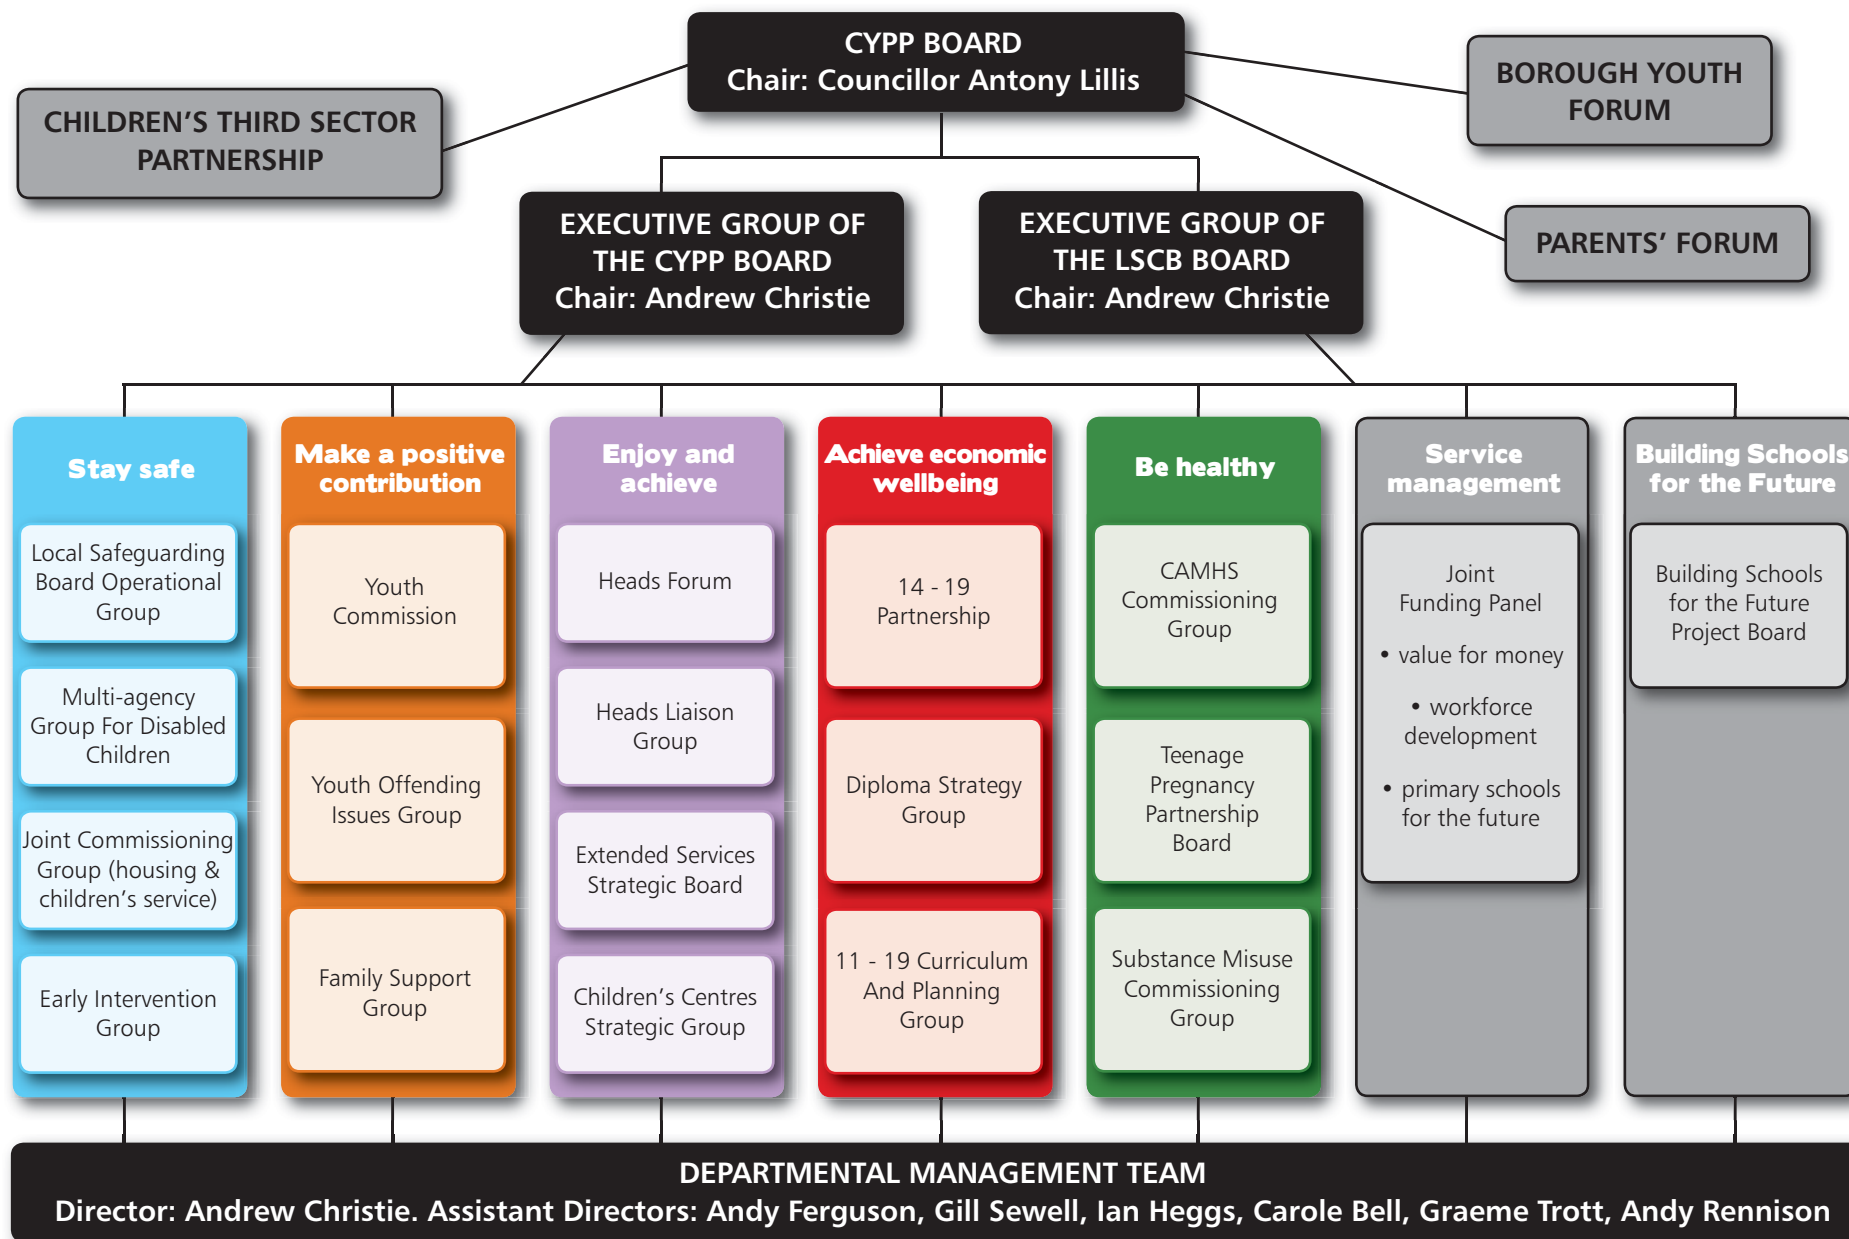 CYPP BOARD
Chair: Councillor Antony Lillis
CHILDREN'S THIRD SECTOR
PARTNERSHIP
BOROUGH YOUTH
FORUM
PARENTS' FORUM
EXECUTIVE GROUP OF
THE CYPP BOARD
Chair: Andrew Christie
EXECUTIVE GROUP OF
THE LSCB BOARD
Chair: Andrew Christie
Stay safe
Local Safeguarding
Board Operational
Group
Multi-agency
Group For Disabled
Children
Joint Commissioning
Group (housing &
children's service)
Early Intervention
Group
Make a positive
contribution
Youth
Commission
Youth Offending
Issues Group
Family Support
Group
Enjoy and
achieve
Heads Forum
Heads Liaison
Group
Extended Services
Strategic Board
Children's Centres
Strategic Group
Achieve economic
wellbeing
14 - 19
Partnership
Diploma Strategy
Group
11 - 19 Curriculum
And Planning
Group
Be healthy
CAMHS
Commissioning
Group
Teenage
Pregnancy
Partnership
Board
Substance Misuse
Commissioning
Group
Service
management
Joint
Funding Panel
• value for money
• workforce
development
• primary schools
for the future
Building Schools
for the Future
Building Schools
for the Future
Project Board
DEPARTMENTAL MANAGEMENT TEAM
Director: Andrew Christie. Assistant Directors: Andy Ferguson, Gill Sewell, Ian Heggs, Carole Bell, Graeme Trott, Andy Rennison